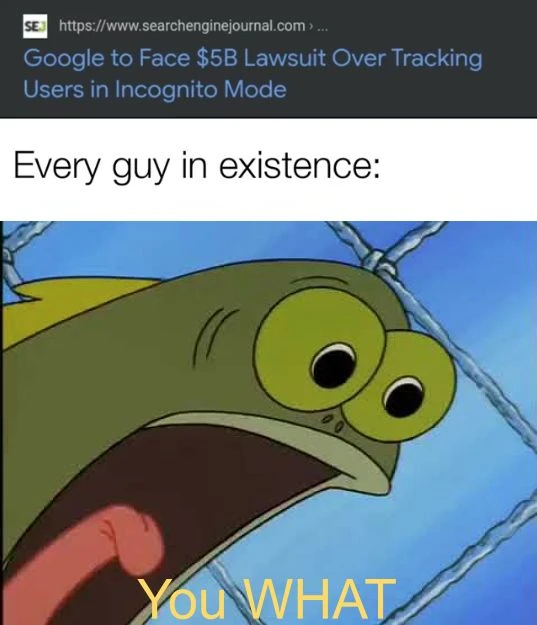 SEJ https://www.searchenginejournal.com › ...
Google to Face $5B Lawsuit Over Tracking
Users in Incognito Mode
Every guy in existence:
You WHAT